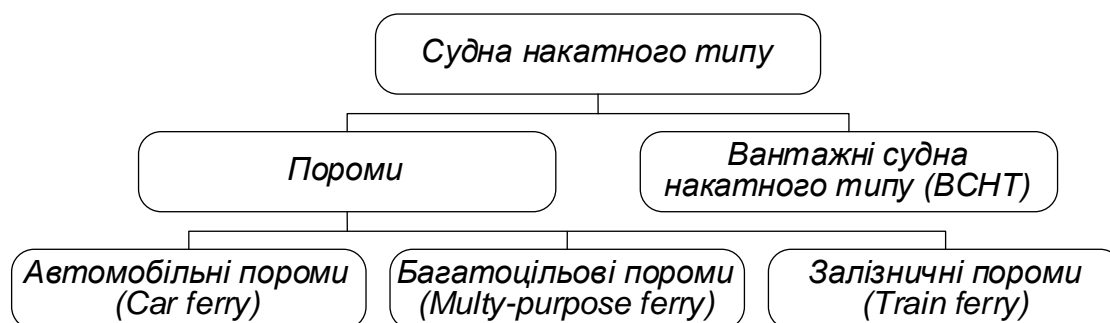 Судна накатного типу
Пороми
Вантажні судна
накатного типу (ВСНТ)
Автомобільні пороми
(Car ferry)
Багатоцільові пороми
(Multy-purpose ferry)
Залізничні пороми
(Train ferry)